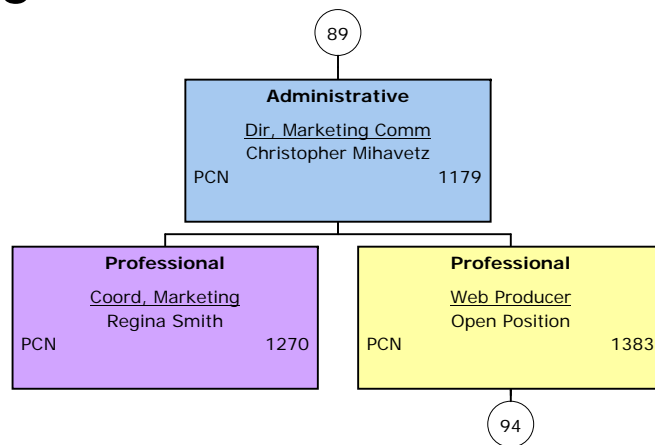 89
Administrative
Dir, Marketing Comm
Christopher Mihavetz
PCN 1179
Professional
Coord, Marketing
Regina Smith
PCN 1270
Professional
Web Producer
Open Position
PCN 1383
94